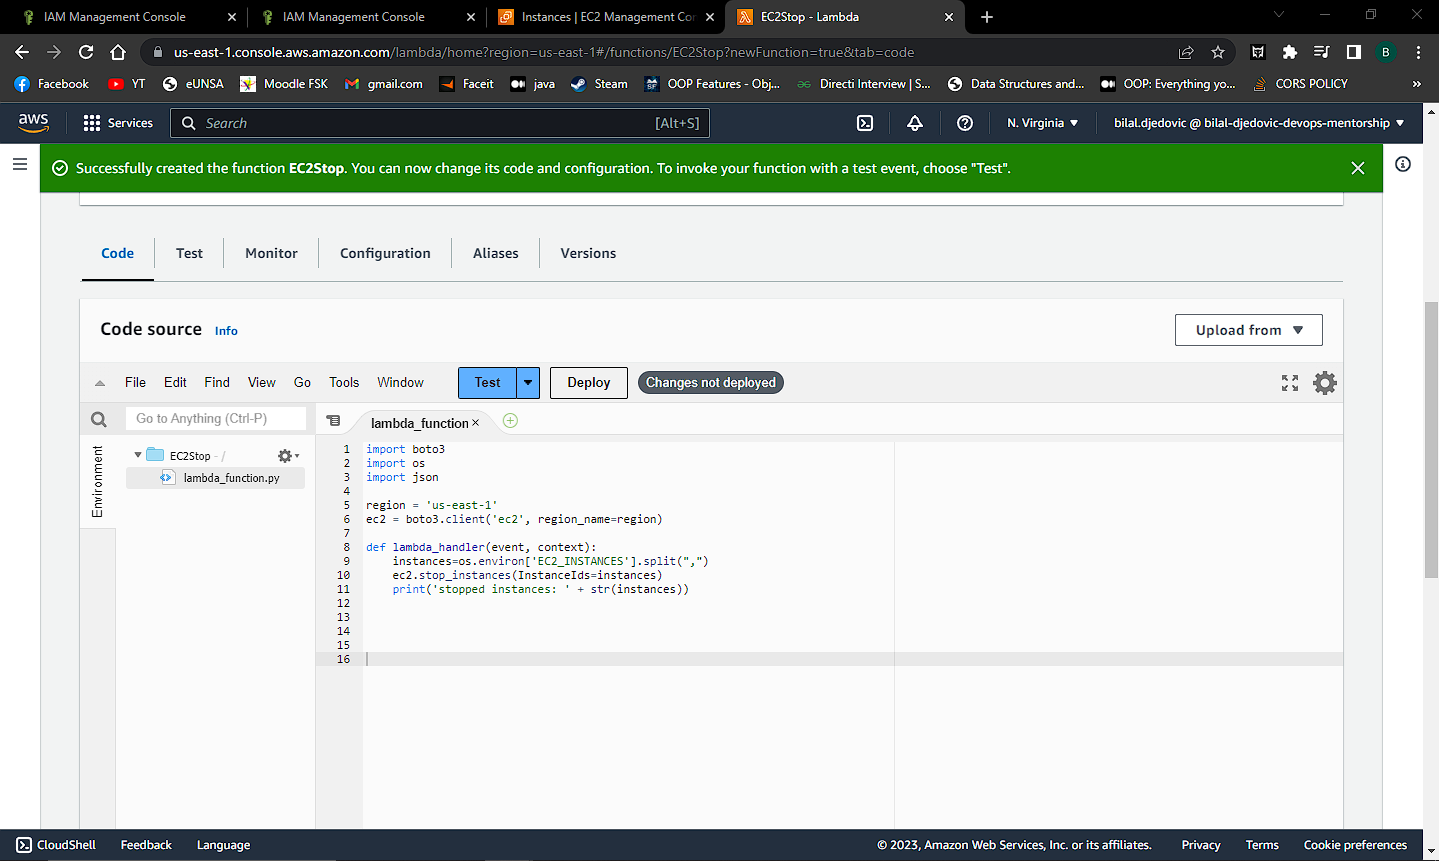 IAM Management Console
IAM Management Console
Instances | EC2 Management Cor
EC2Stop - Lambda
us-east-1.console.aws.amazon.com/lambda/home?region=us-east-1#/functions/EC2Stop?newFunction=true&tab=code
B
Facebook YT eUNSA Moodle FSK gmail.com Faceit java Steam OOP Features - Obj... Directi Interview | S... Data Structures and... OOP: Everything yo... CORS POLICY »
aws Services Search [Alt+S] N. Virginia bilal.djedovic @ bilal-djedovic-devops-mentorship
Successfully created the function EC2Stop. You can now change its code and configuration. To invoke your function with a test event, choose "Test".
Code Test Monitor Configuration Aliases Versions
Code source Info
Upload from
File Edit Find View Go Tools Window Test Deploy Changes not deployed
Go to Anything (Ctrl-P)
lambda_function
Environment
EC2Stop - /
lambda_function.py
1 import boto3
2 import os
3 import json
4
5 region = 'us-east-1'
6 ec2 = boto3.client('ec2', region_name=region)
7
8 def lambda_handler(event, context):
9 instances=os.environ['EC2_INSTANCES'].split(",")
10 ec2.stop_instances(InstanceIds=instances)
11 print('stopped instances: ' + str(instances))
12
13
14
15
16
CloudShell Feedback Language © 2023, Amazon Web Services, Inc. or its affiliates. Privacy Terms Cookie preferences